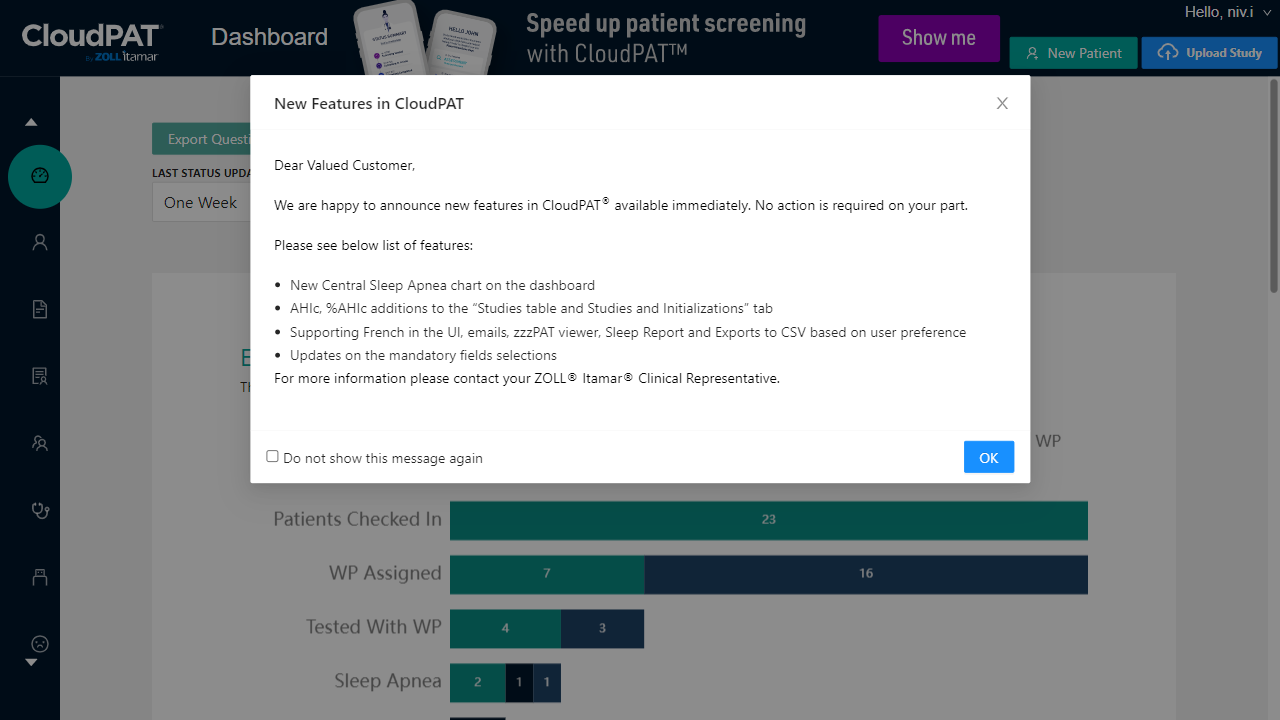 CloudPAT®
by ZOLL itamar
Dashboard
Speed up patient screening
with CloudPAT™
Show me
Hello, niv.i
New Patient
Upload Study
HELLO JOHN
New Features in CloudPAT
Dear Valued Customer,
We are happy to announce new features in CloudPAT® available immediately. No action is required on your part.
Please see below list of features:
• New Central Sleep Apnea chart on the dashboard
• AHIc, %AHIc additions to the “Studies table and Studies and Initializations” tab
• Supporting French in the UI, emails, zzzPAT viewer, Sleep Report and Exports to CSV based on user preference
• Updates on the mandatory fields selections
For more information please contact your ZOLL® Itamar® Clinical Representative.
Do not show this message again
OK
Export Questi
LAST STATUS UPDA
One Week
WP
Patients Checked In 23
WP Assigned 7 16
Tested With WP 4 3
Sleep Apnea 2 1 1